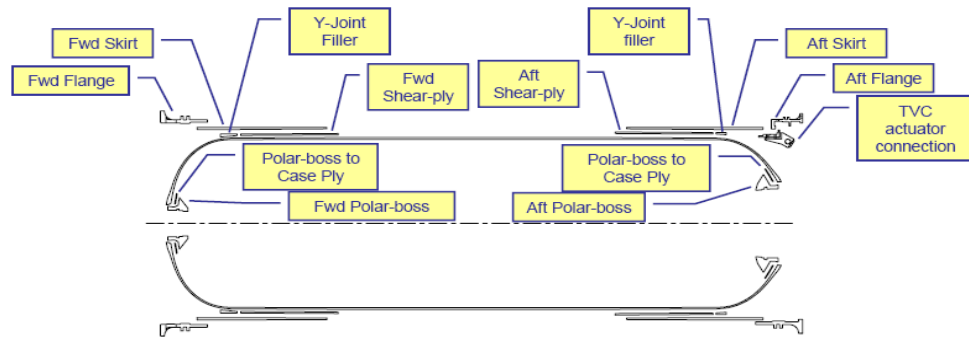 Y-Joint
Filler
Y-Joint
filler
Fwd Skirt
Aft Skirt
Fwd Flange
Fwd
Shear-ply
Aft
Shear-ply
Aft Flange
TVC
actuator
connection
Polar-boss to
Case Ply
Polar-boss to
Case Ply
Fwd Polar-boss
Aft Polar-boss